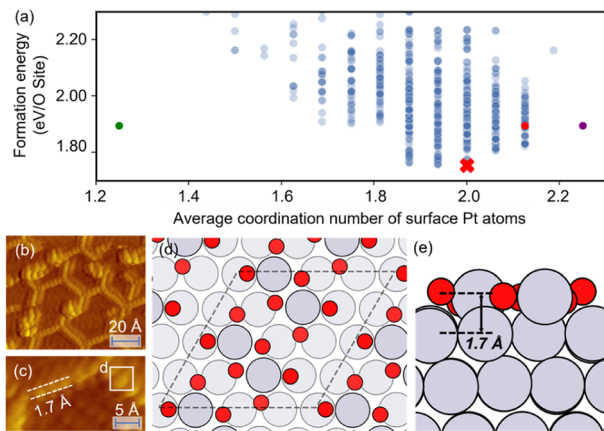 (a)
Formation energy
(eV/O Site)
2.20
2.00
1.80
1.2
1.4
1.6
1.8
2.0
2.2
Average coordination number of surface Pt atoms
(b)
20 Å
(c)
d
1.7 Å
5 Å
(d)
(e)
1.7 Å